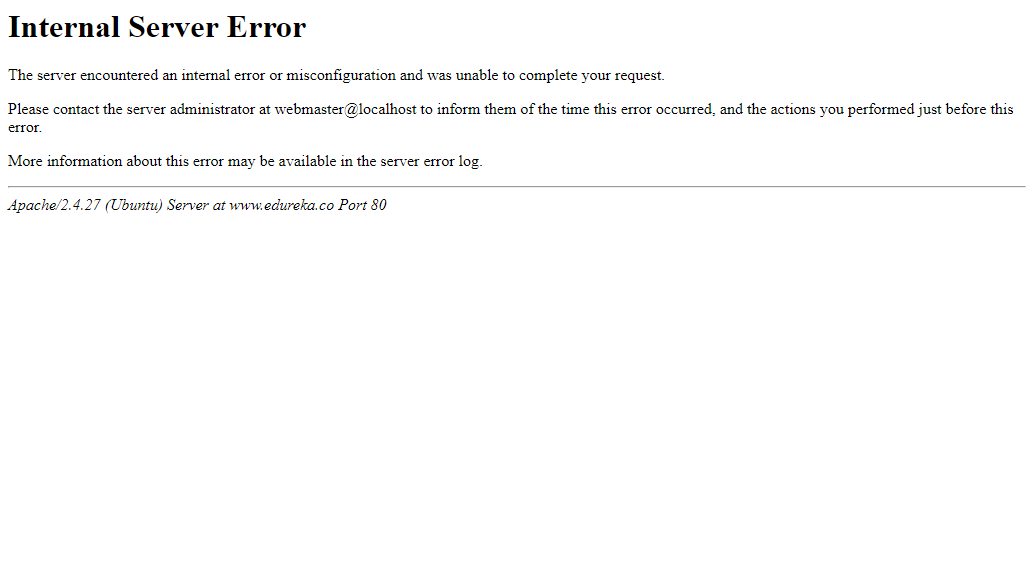 Internal Server Error
The server encountered an internal error or misconfiguration and was unable to complete your request.
Please contact the server administrator at webmaster@localhost to inform them of the time this error occurred, and the actions you performed just before this
error.
More information about this error may be available in the server error log.
Apache/2.4.27 (Ubuntu) Server at www.edureka.co Port 80